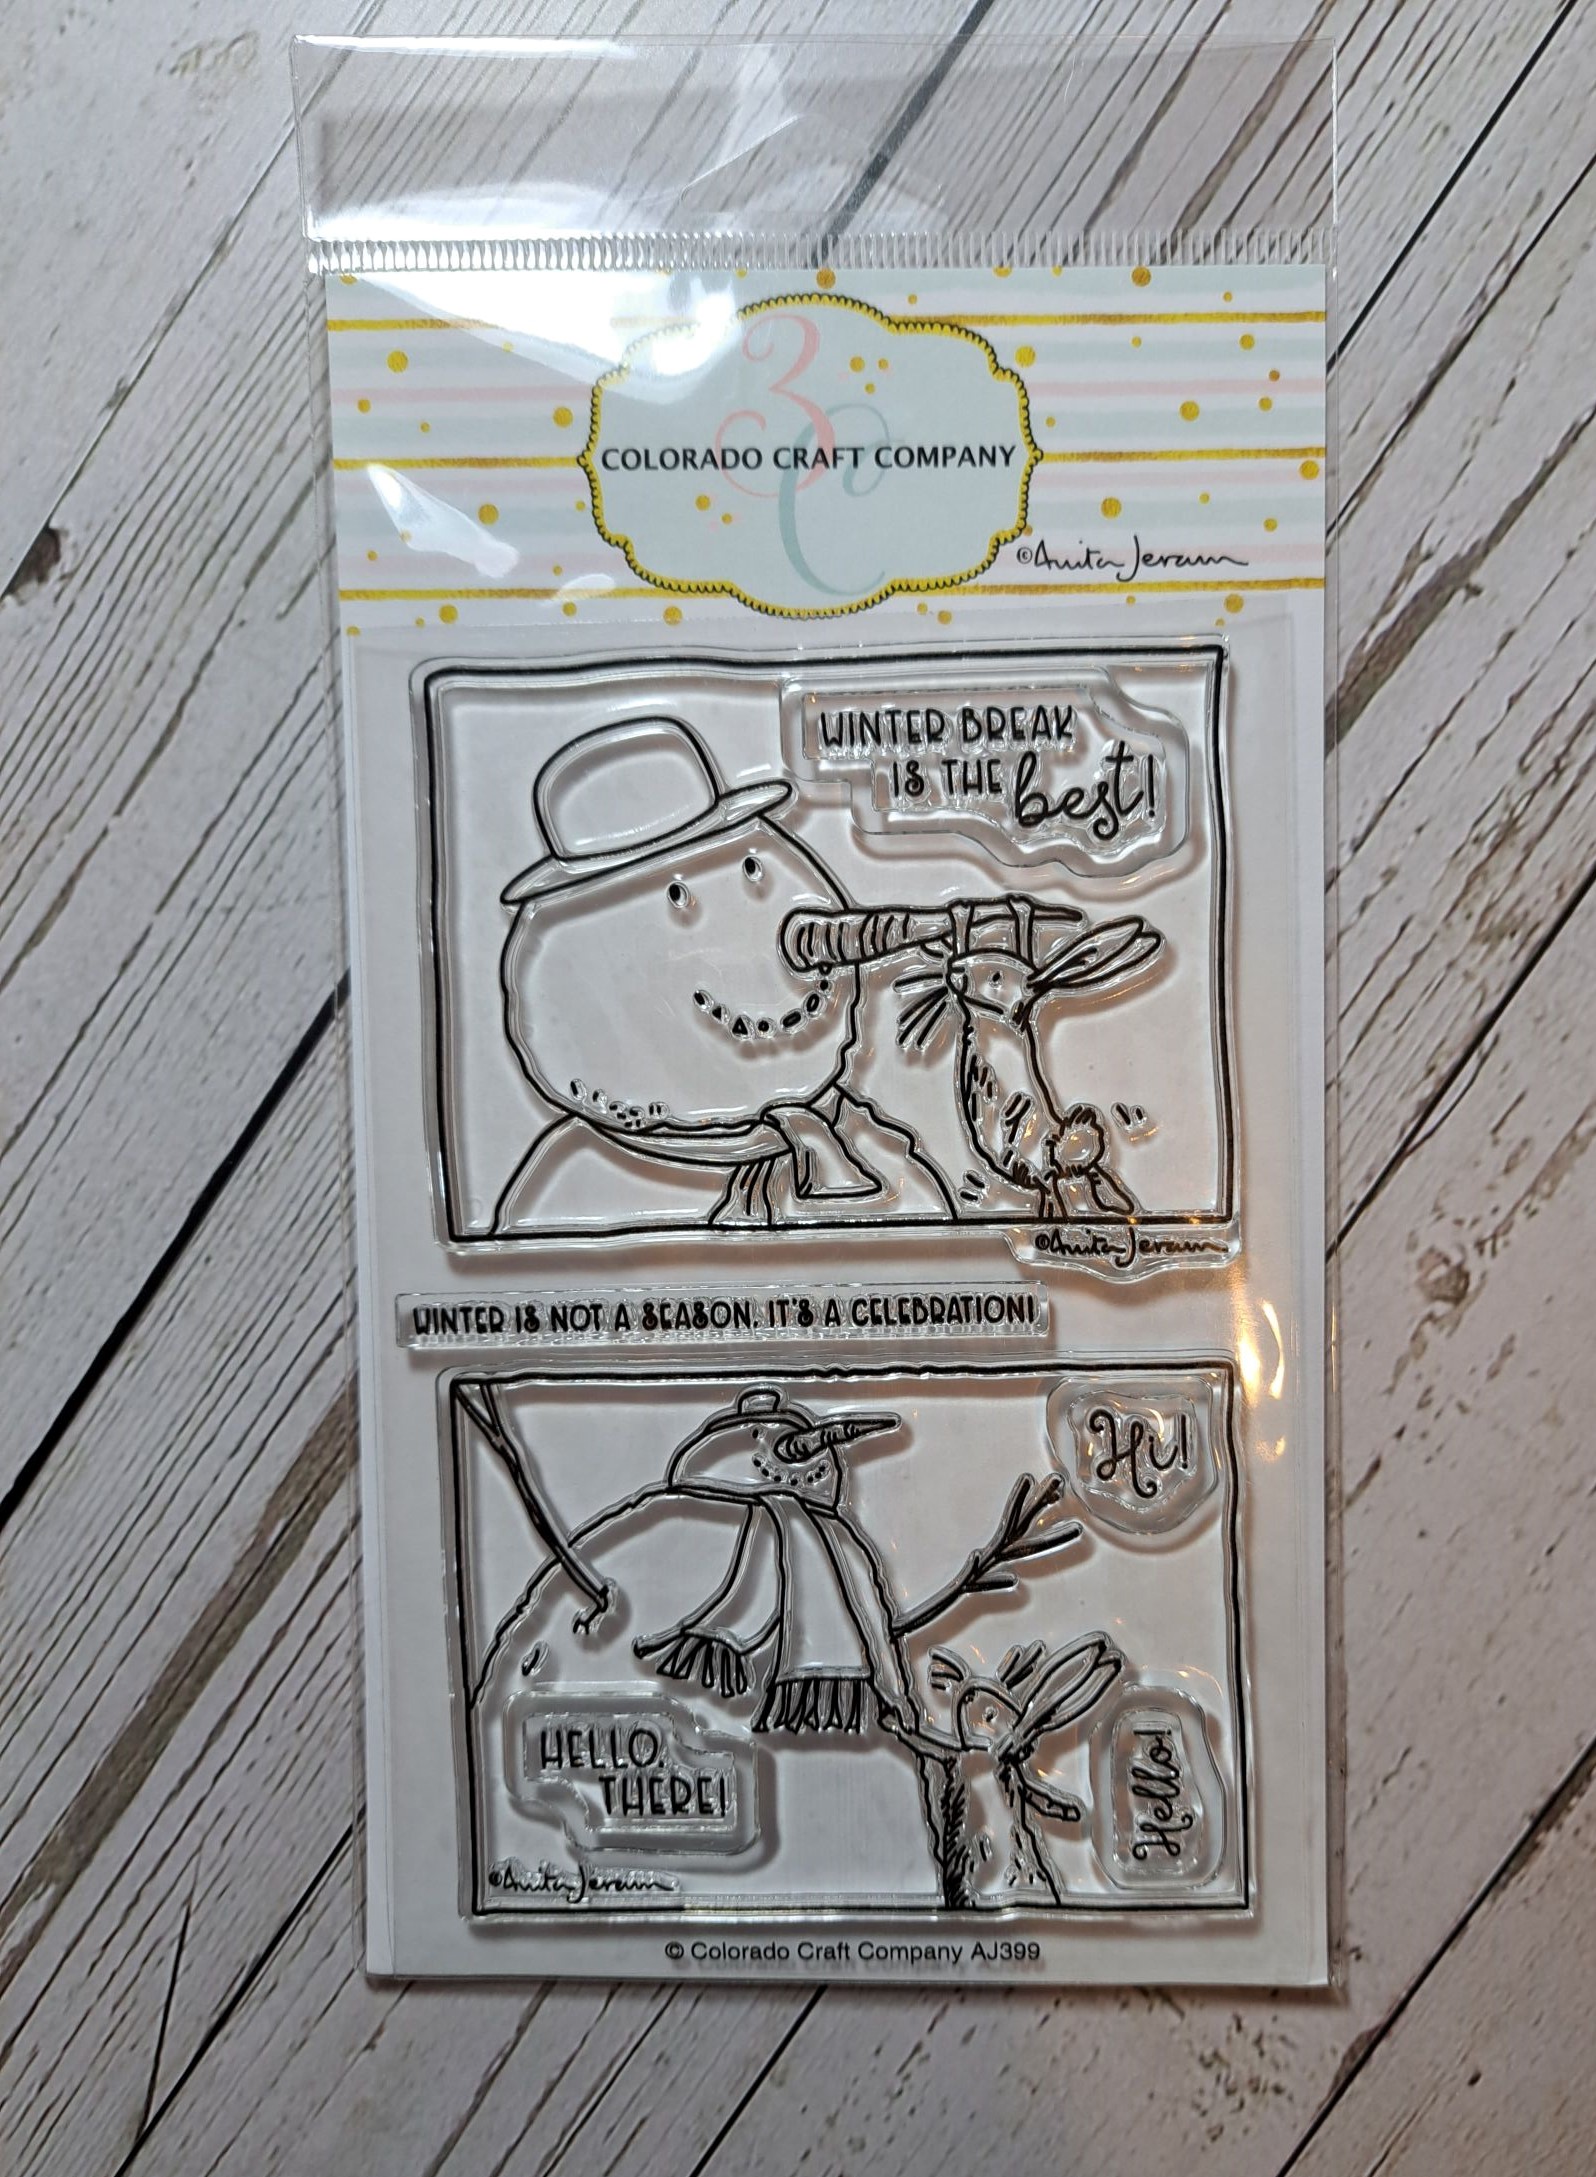 3C
COLORADO CRAFT COMPANY
©Anita Jeram
WINTER BREAK
IS THE best!
©Anita Jeram
WINTER IS NOT A SEASON, IT'S A CELEBRATION!
Hi!
HELLO,
THERE!
Hello!
©Anita Jeram
© Colorado Craft Company AJ399